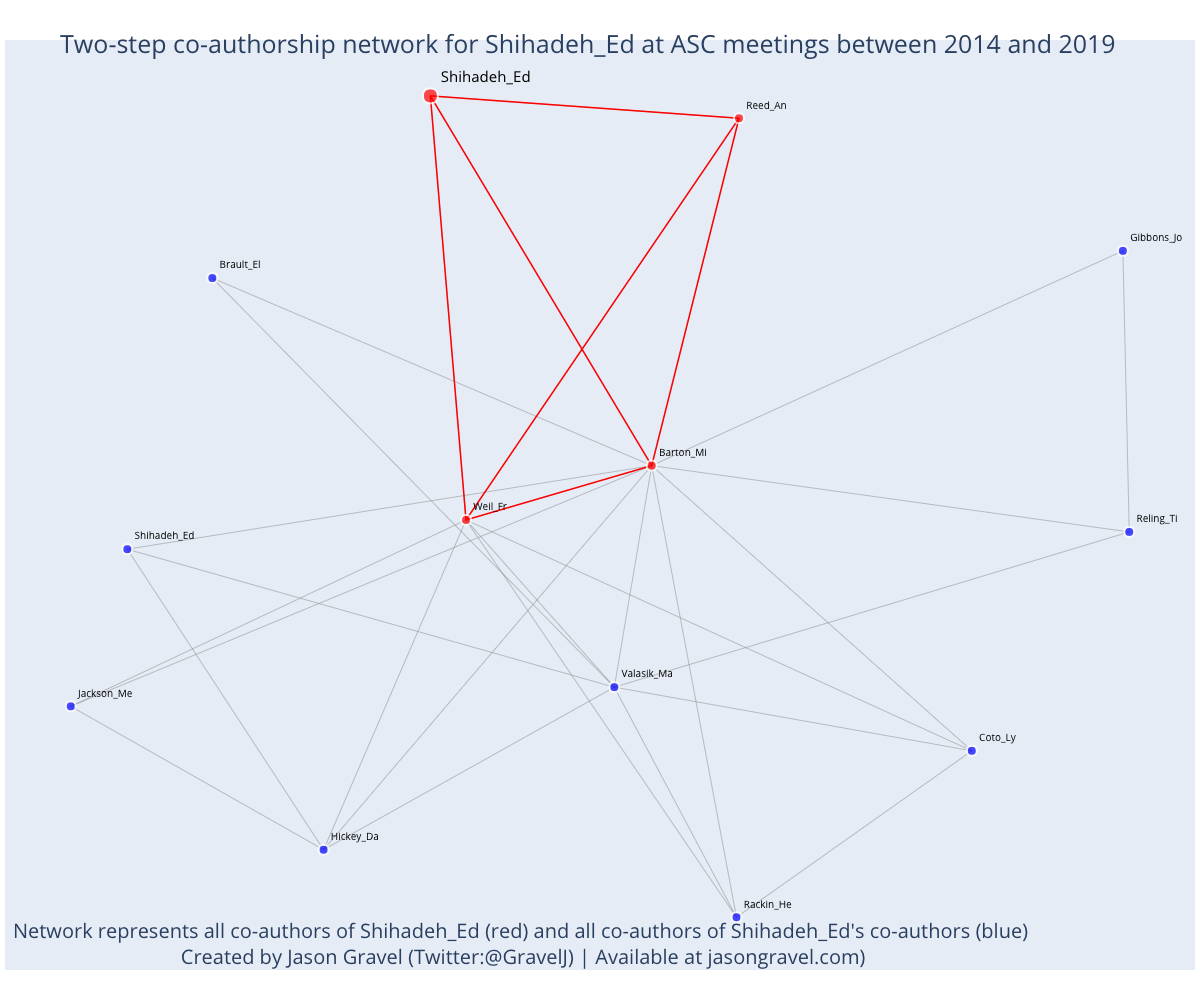 Two-step co-authorship network for Shihadeh_Ed at ASC meetings between 2014 and 2019
Shihadeh_Ed
Reed_An
Gibbons_Jo
Brault_El
Barton_Mi
Weil_Fr
Reling_Ti
Shihadeh_Ed
Valasik_Ma
Jackson_Me
Coto_Ly
Hickey_Da
Rackin_He
Network represents all co-authors of Shihadeh_Ed (red) and all co-authors of Shihadeh_Ed's co-authors (blue)
Created by Jason Gravel (Twitter:@GravelJ) | Available at jasongravel.com)